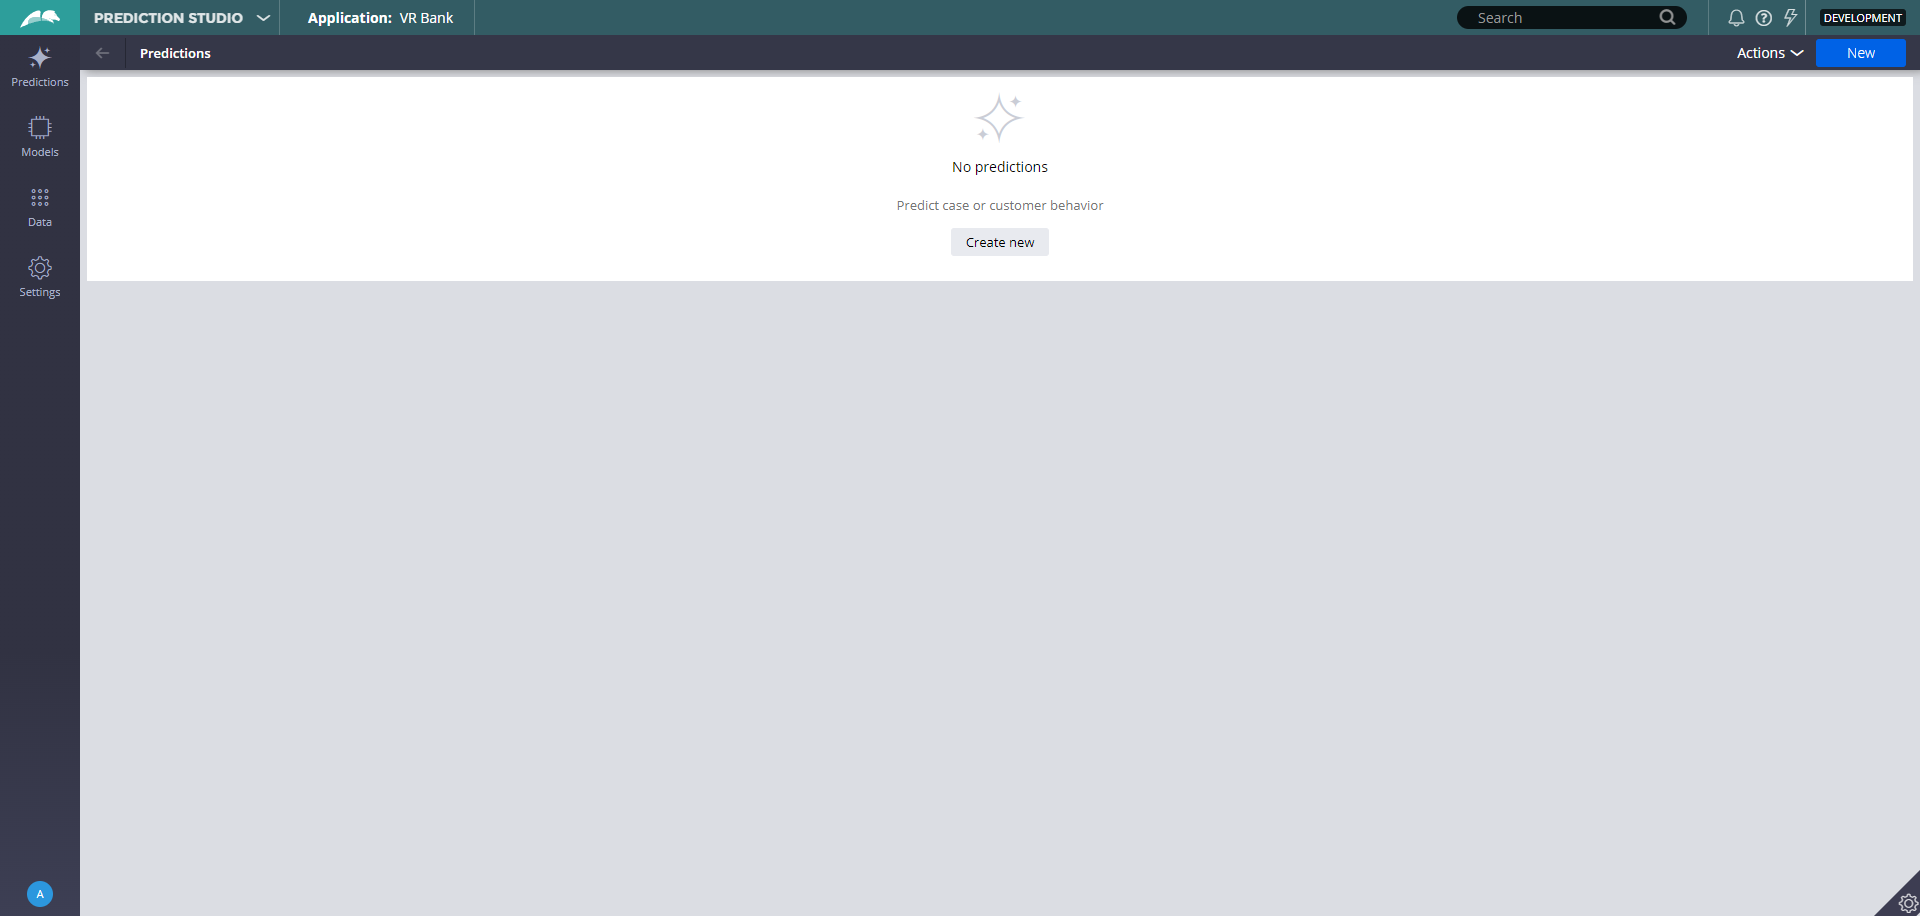 PREDICTION STUDIO
Application: VR Bank
Search
DEVELOPMENT
Predictions
Actions
New
Predictions
Models
Data
Settings
No predictions
Predict case or customer behavior
Create new
A